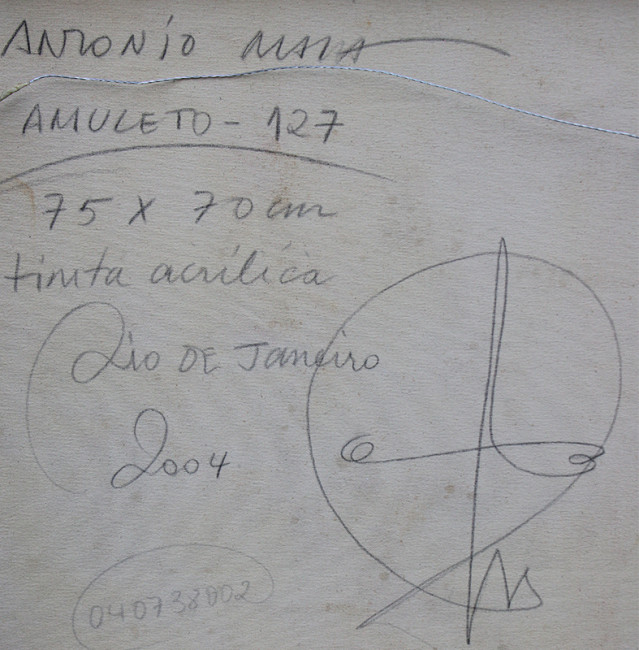 ANTONIO MAIA
AMULETO - 127
75 X 70 cm
tinta acrílica
Rio DE Janeiro
2004
040738002